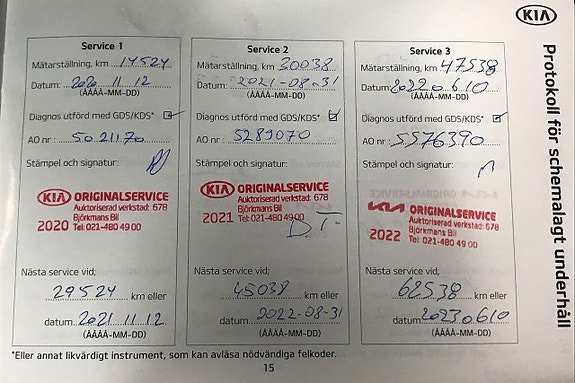 KIA
Protokoll för schemalagt underhåll
Service 1
Mätarställning, km 14524
Datum: 2020 11 12
(ÅÅÅÅ-MM-DD)
Diagnos utförd med GDS/KDS*
AO nr: 5021170
Stämpel och signatur:
KIA ORIGINALSERVICE
Auktoriserad verkstad: 678
Björkmans Bil
2020 Tel: 021-480 49 00
Nästa service vid;
29524 km eller
datum 2021 11 12
(ÅÅÅÅ-MM-DD)
Service 2
Mätarställning, km 30038
Datum: 2021-08-31
(ÅÅÅÅ-MM-DD)
Diagnos utförd med GDS/KDS*
AO nr: 5289070
Stämpel och signatur:
KIA ORIGINALSERVICE
Auktoriserad verkstad: 678
Björkmans Bil
2021 Tel: 021-480 49 00
D.T.
Nästa service vid;
45038 km eller
datum 2022-08-31
(ÅÅÅÅ-MM-DD)
Service 3
Mätarställning, km 47538
Datum: 20220610
(ÅÅÅÅ-MM-DD)
Diagnos utförd med GDS/KDS*
AO nr: 5576390
Stämpel och signatur:
KIA ORIGINALSERVICE
Auktoriserad verkstad: 678
Björkmans Bil
2022 Tel: 021-480 49 00
Nästa service vid;
62538 km eller
datum 20230610
(ÅÅÅÅ-MM-DD)
*Eller annat likvärdigt instrument, som kan avläsa nödvändiga felkoder.
15